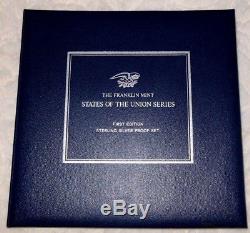 THE FRANKLIN MINT
STATES OF THE UNION SERIES
FIRST EDITION
STERLING SILVER PROOF SET